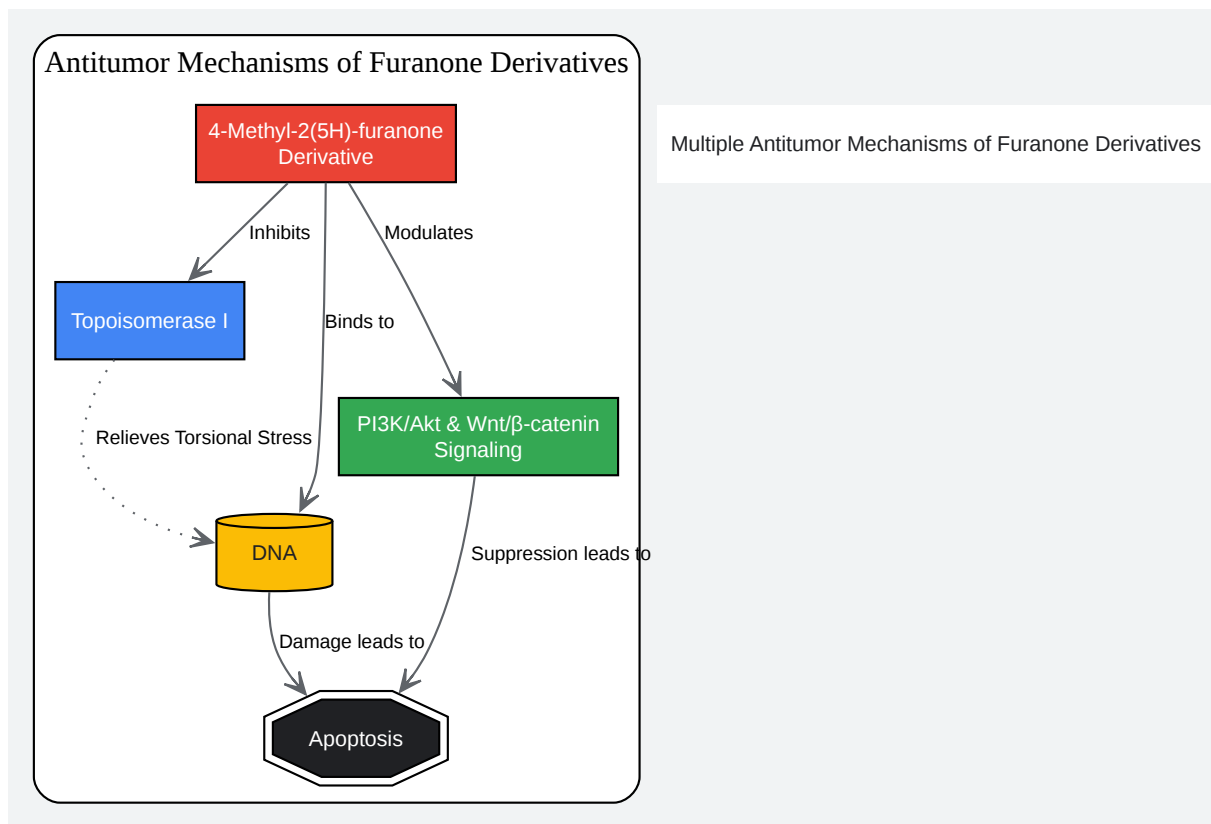 Antitumor Mechanisms of Furanone Derivatives
4-Methyl-2(5H)-furanone
Derivative
Multiple Antitumor Mechanisms of Furanone Derivatives
Inhibits
Modulates
Topoisomerase I
Binds to
PI3K/Akt & Wnt/β-catenin
Signaling
Relieves Torsional Stress
DNA
Suppression leads to
Damage leads to
Apoptosis